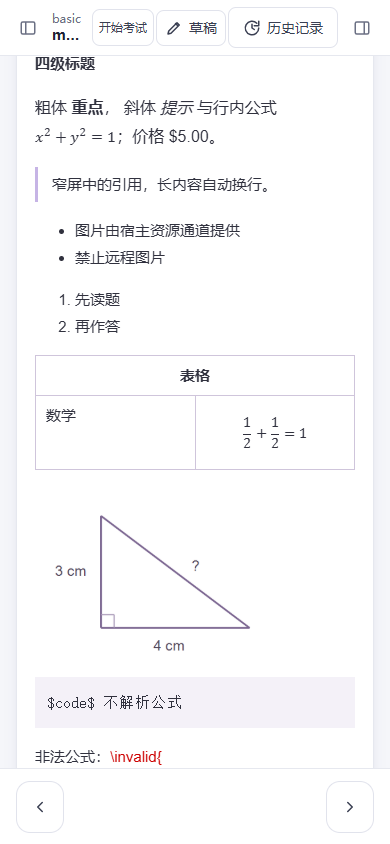 basic
m...
开始考试
草稿
历史记录
四级标题
粗体 重点， 斜体 提示 与行内公式
x² + y² = 1；价格 $5.00。
窄屏中的引用，长内容自动换行。
• 图片由宿主资源通道提供
• 禁止远程图片
1. 先读题
2. 再作答
表格
数学
1/2 + 1/2 = 1
3 cm
?
4 cm
$code$ 不解析公式
非法公式：\invalid{